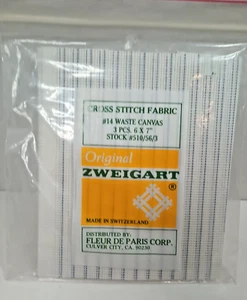 CROSS STITCH FABRIC
#14 WASTE CANVAS
3 PCS. 6 X 7"
STOCK #510/56/3
Original
ZWEIGART
®
MADE IN SWITZERLAND
DISTRIBUTED BY:
FLEUR DE PARIS CORP.
CULVER CITY, CA. 90230